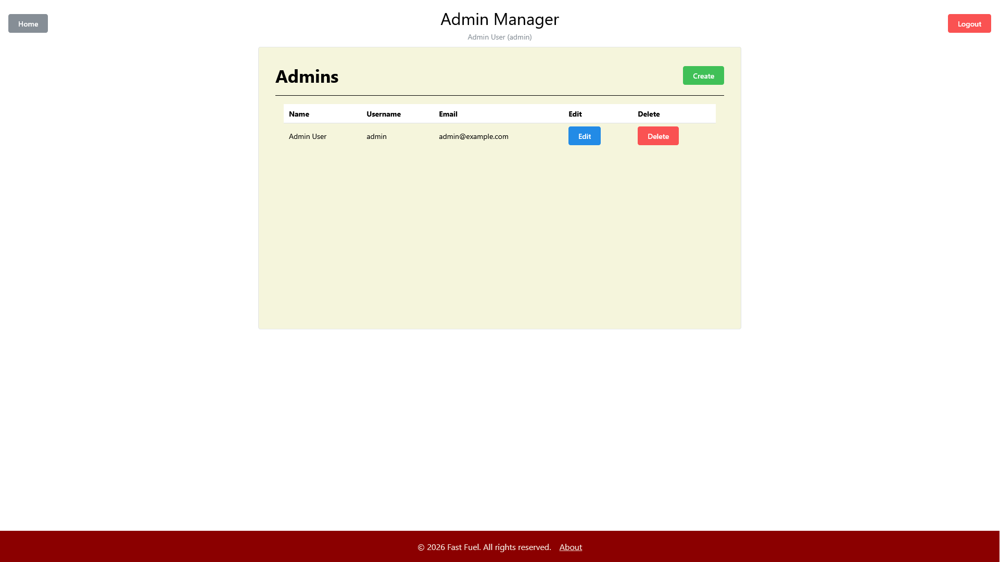 Home
Admin Manager
Logout
Admin User (admin)
Admins
Create
Name Username Email Edit Delete
Admin User admin admin@example.com Edit Delete
© 2026 Fast Fuel. All rights reserved. About